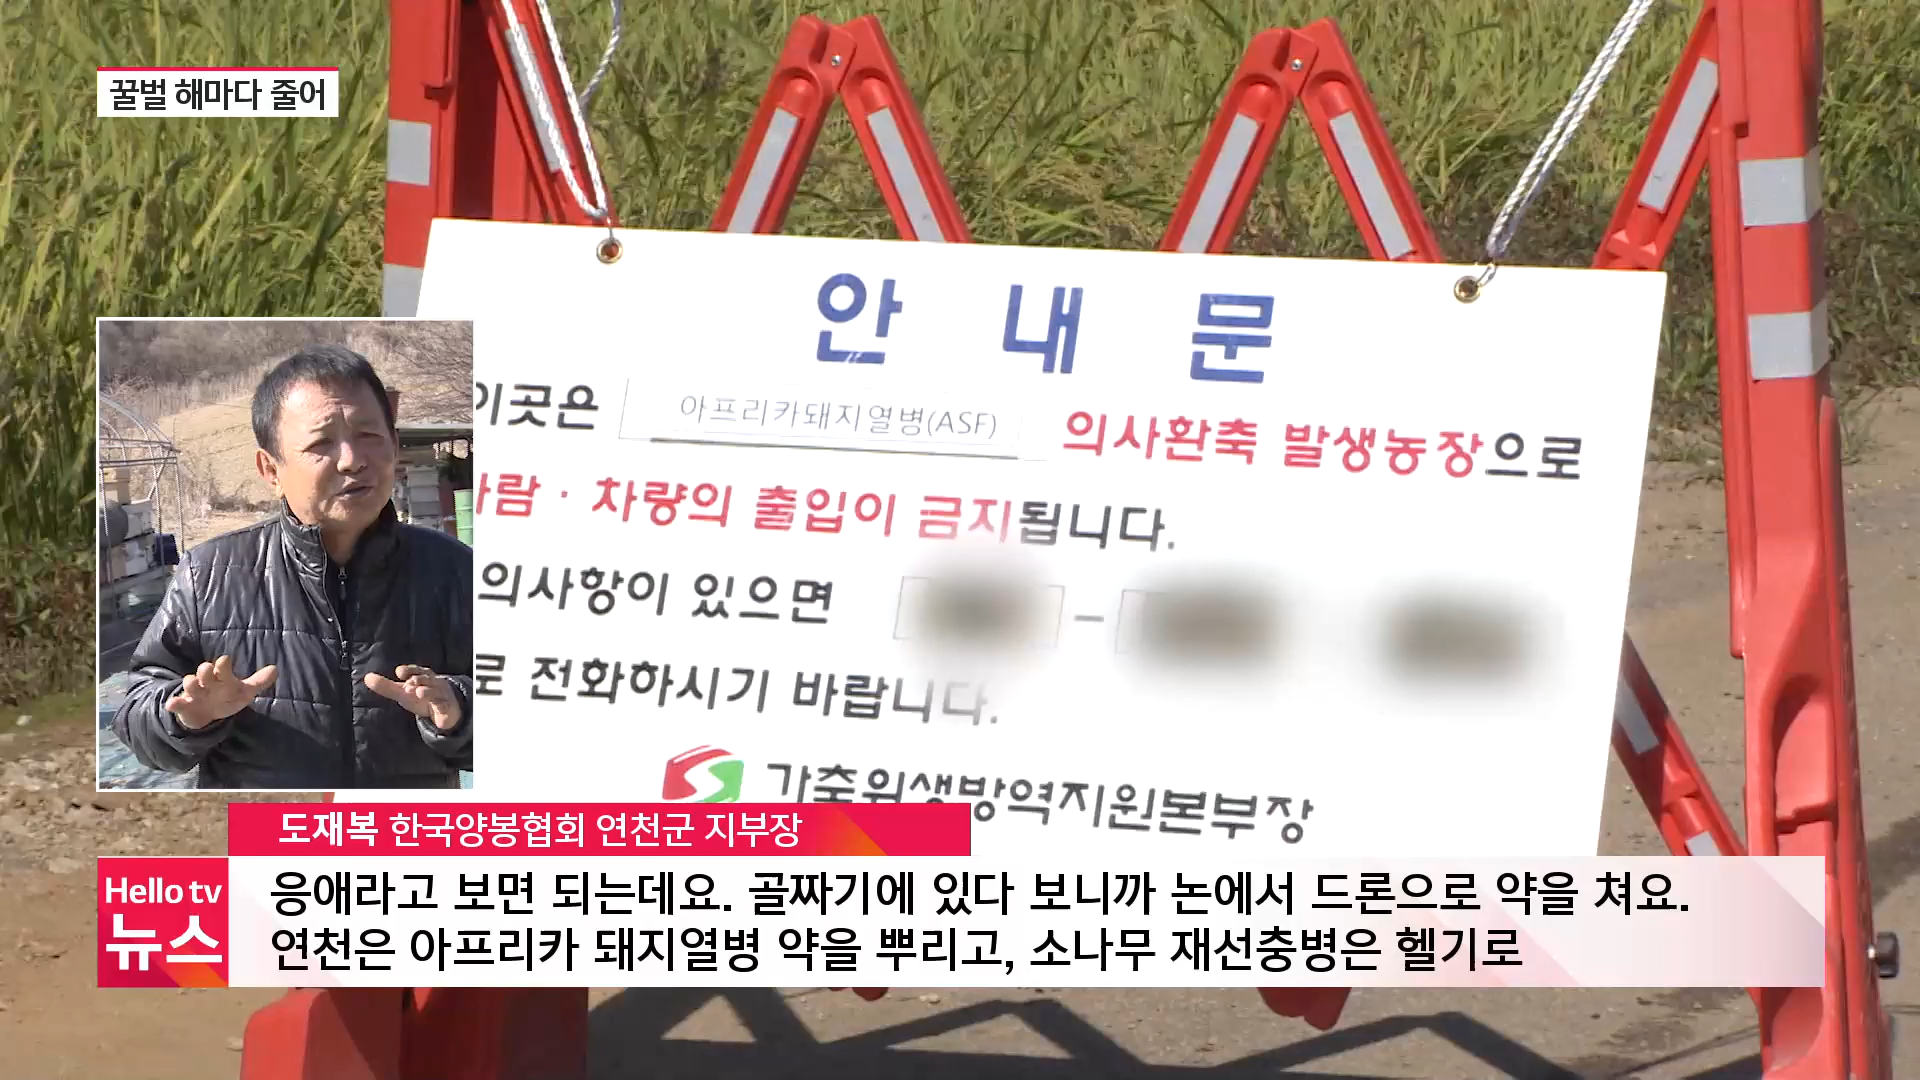 꿀벌 해마다 줄어
안 내 문
이곳은 아프리카돼지열병(ASF) 의사환축 발생농장으로
사람 · 차량의 출입이 금지됩니다.
의사항이 있으면 –
로 전화하시기 바랍니다.
가축위생방역지원본부장
도재복 한국양봉협회 연천군 지부장
Hello tv
뉴스
응애라고 보면 되는데요. 골짜기에 있다 보니까 논에서 드론으로 약을 쳐요.
연천은 아프리카 돼지열병 약을 뿌리고, 소나무 재선충병은 헬기로